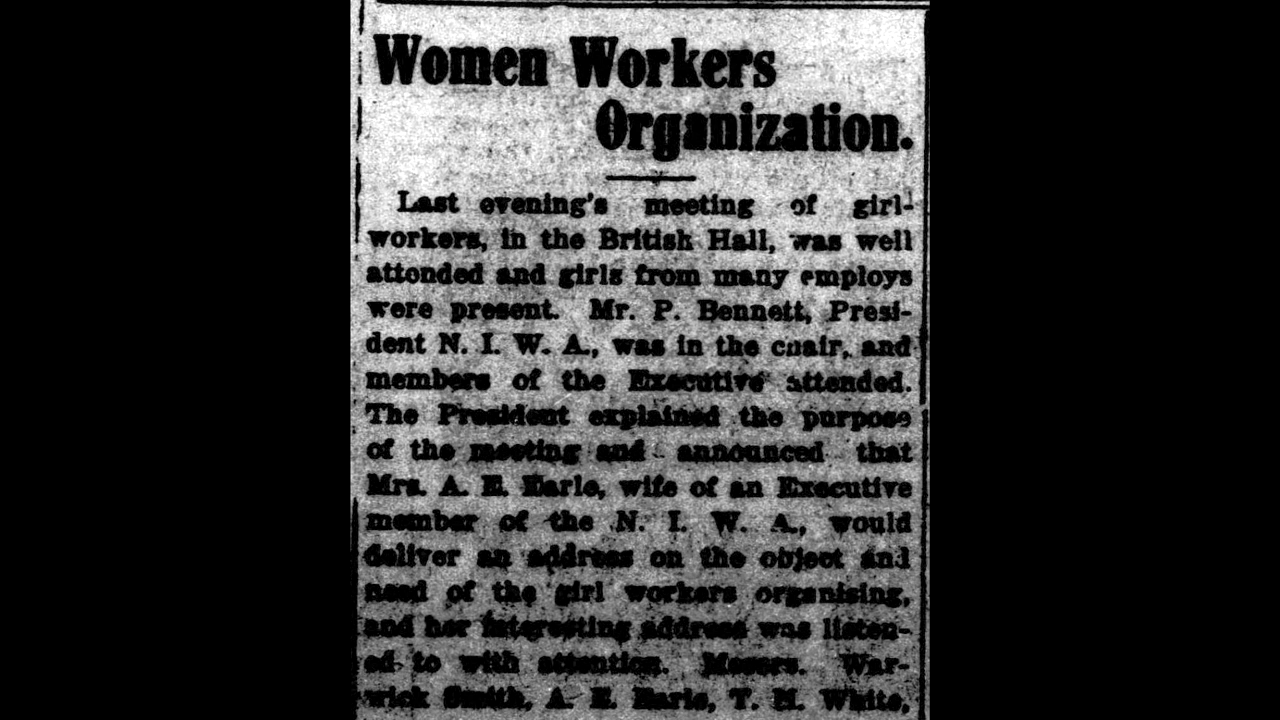 Women Workers
Organization.
Last evening's meeting of girl-
workers, in the British Hall, was well
attended and girls from many employs
were present. Mr. P. Bennett, Presi-
dent N. I. W. A., was in the chair, and
members of the Executive attended.
The President explained the purpose
of the meeting and announced that
Mrs. A. E. Earle, wife of an Executive
member of the N. I. W. A., would
deliver an address on the object and
need of the girl workers organising,
and her interesting address was listen-
ed to with attention. Messrs. War-
wick Smith, A. E. Earle, T. M. White,